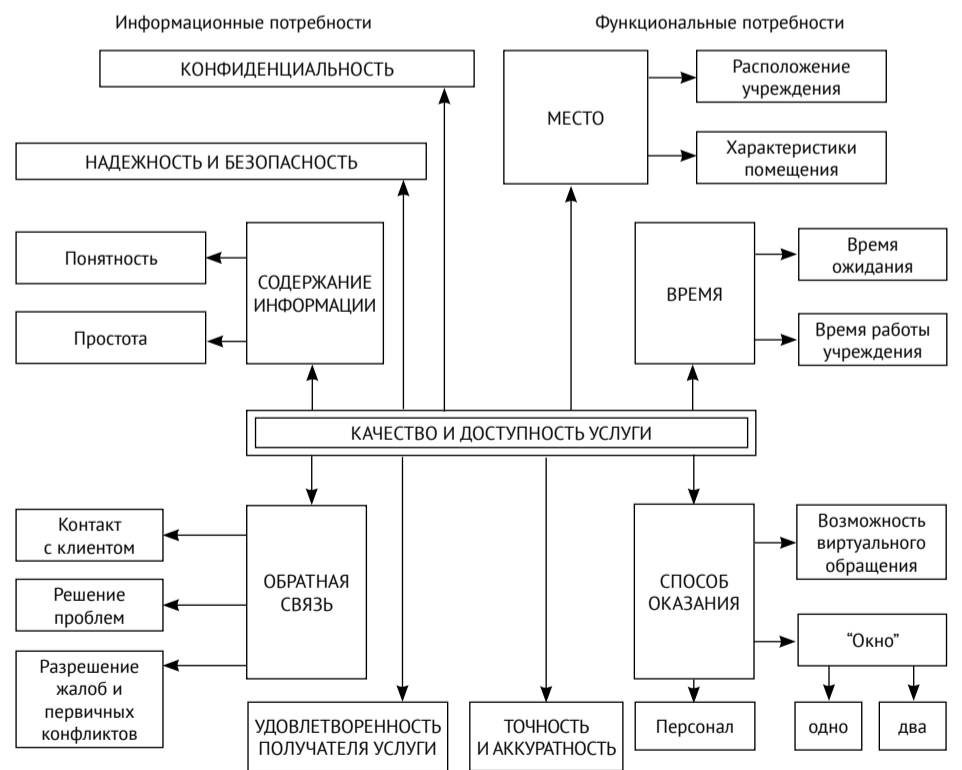 Информационные потребности
Функциональные потребности
КОНФИДЕНЦИАЛЬНОСТЬ
НАДЕЖНОСТЬ И БЕЗОПАСНОСТЬ
МЕСТО
Расположение
учреждения
Характеристики
помещения
Понятность
Простота
СОДЕРЖАНИЕ
ИНФОРМАЦИИ
ВРЕМЯ
Время
ожидания
Время работы
учреждения
КАЧЕСТВО И ДОСТУПНОСТЬ УСЛУГИ
Контакт
с клиентом
Решение
проблем
Разрешение
жалоб и
первичных
конфликтов
ОБРАТНАЯ
СВЯЗЬ
УДОВЛЕТВОРЕННОСТЬ
ПОЛУЧАТЕЛЯ УСЛУГИ
ТОЧНОСТЬ
И АККУРАТНОСТЬ
СПОСОБ
ОКАЗАНИЯ
Персонал
Возможность
виртуального
обращения
“Окно”
одно
два